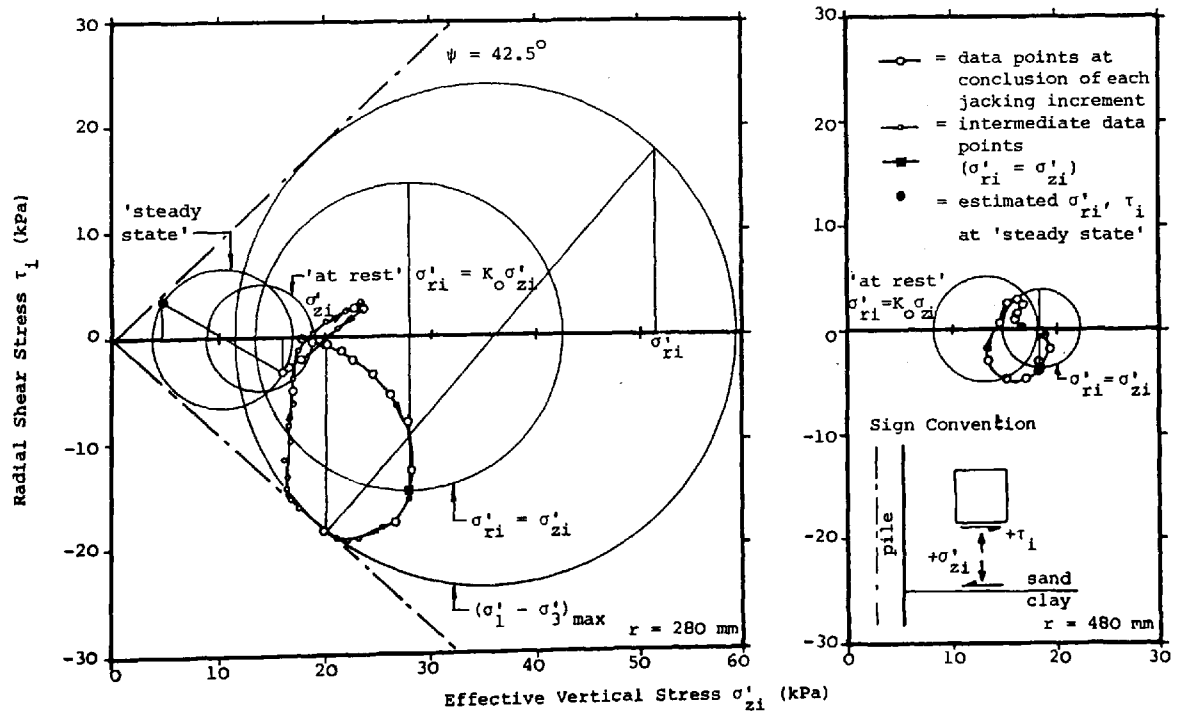 30
20
10
0
-10
-20
-30
0
10
20
30
40
50
60
Radial Shear Stress τi (kPa)
Effective Vertical Stress σ'zi (kPa)
ψ = 42.5°
'steady
state'
'at rest' σ'ri = Koσ'zi
σ'zi
σ'ri
σ'ri = σ'zi
(σ'1 - σ'3)max
r = 280 mm
30
20
10
0
-10
-20
-30
0
10
20
30
= data points at
conclusion of each
jacking increment
= intermediate data
points
(σ'ri = σ'zi)
= estimated σ'ri, τi
at 'steady state'
'at rest'
σ'ri=Koσi
σ'ri=σ'zi
Sign Convention
pile
+τi
+σ'zi
sand
clay
r = 480 mm